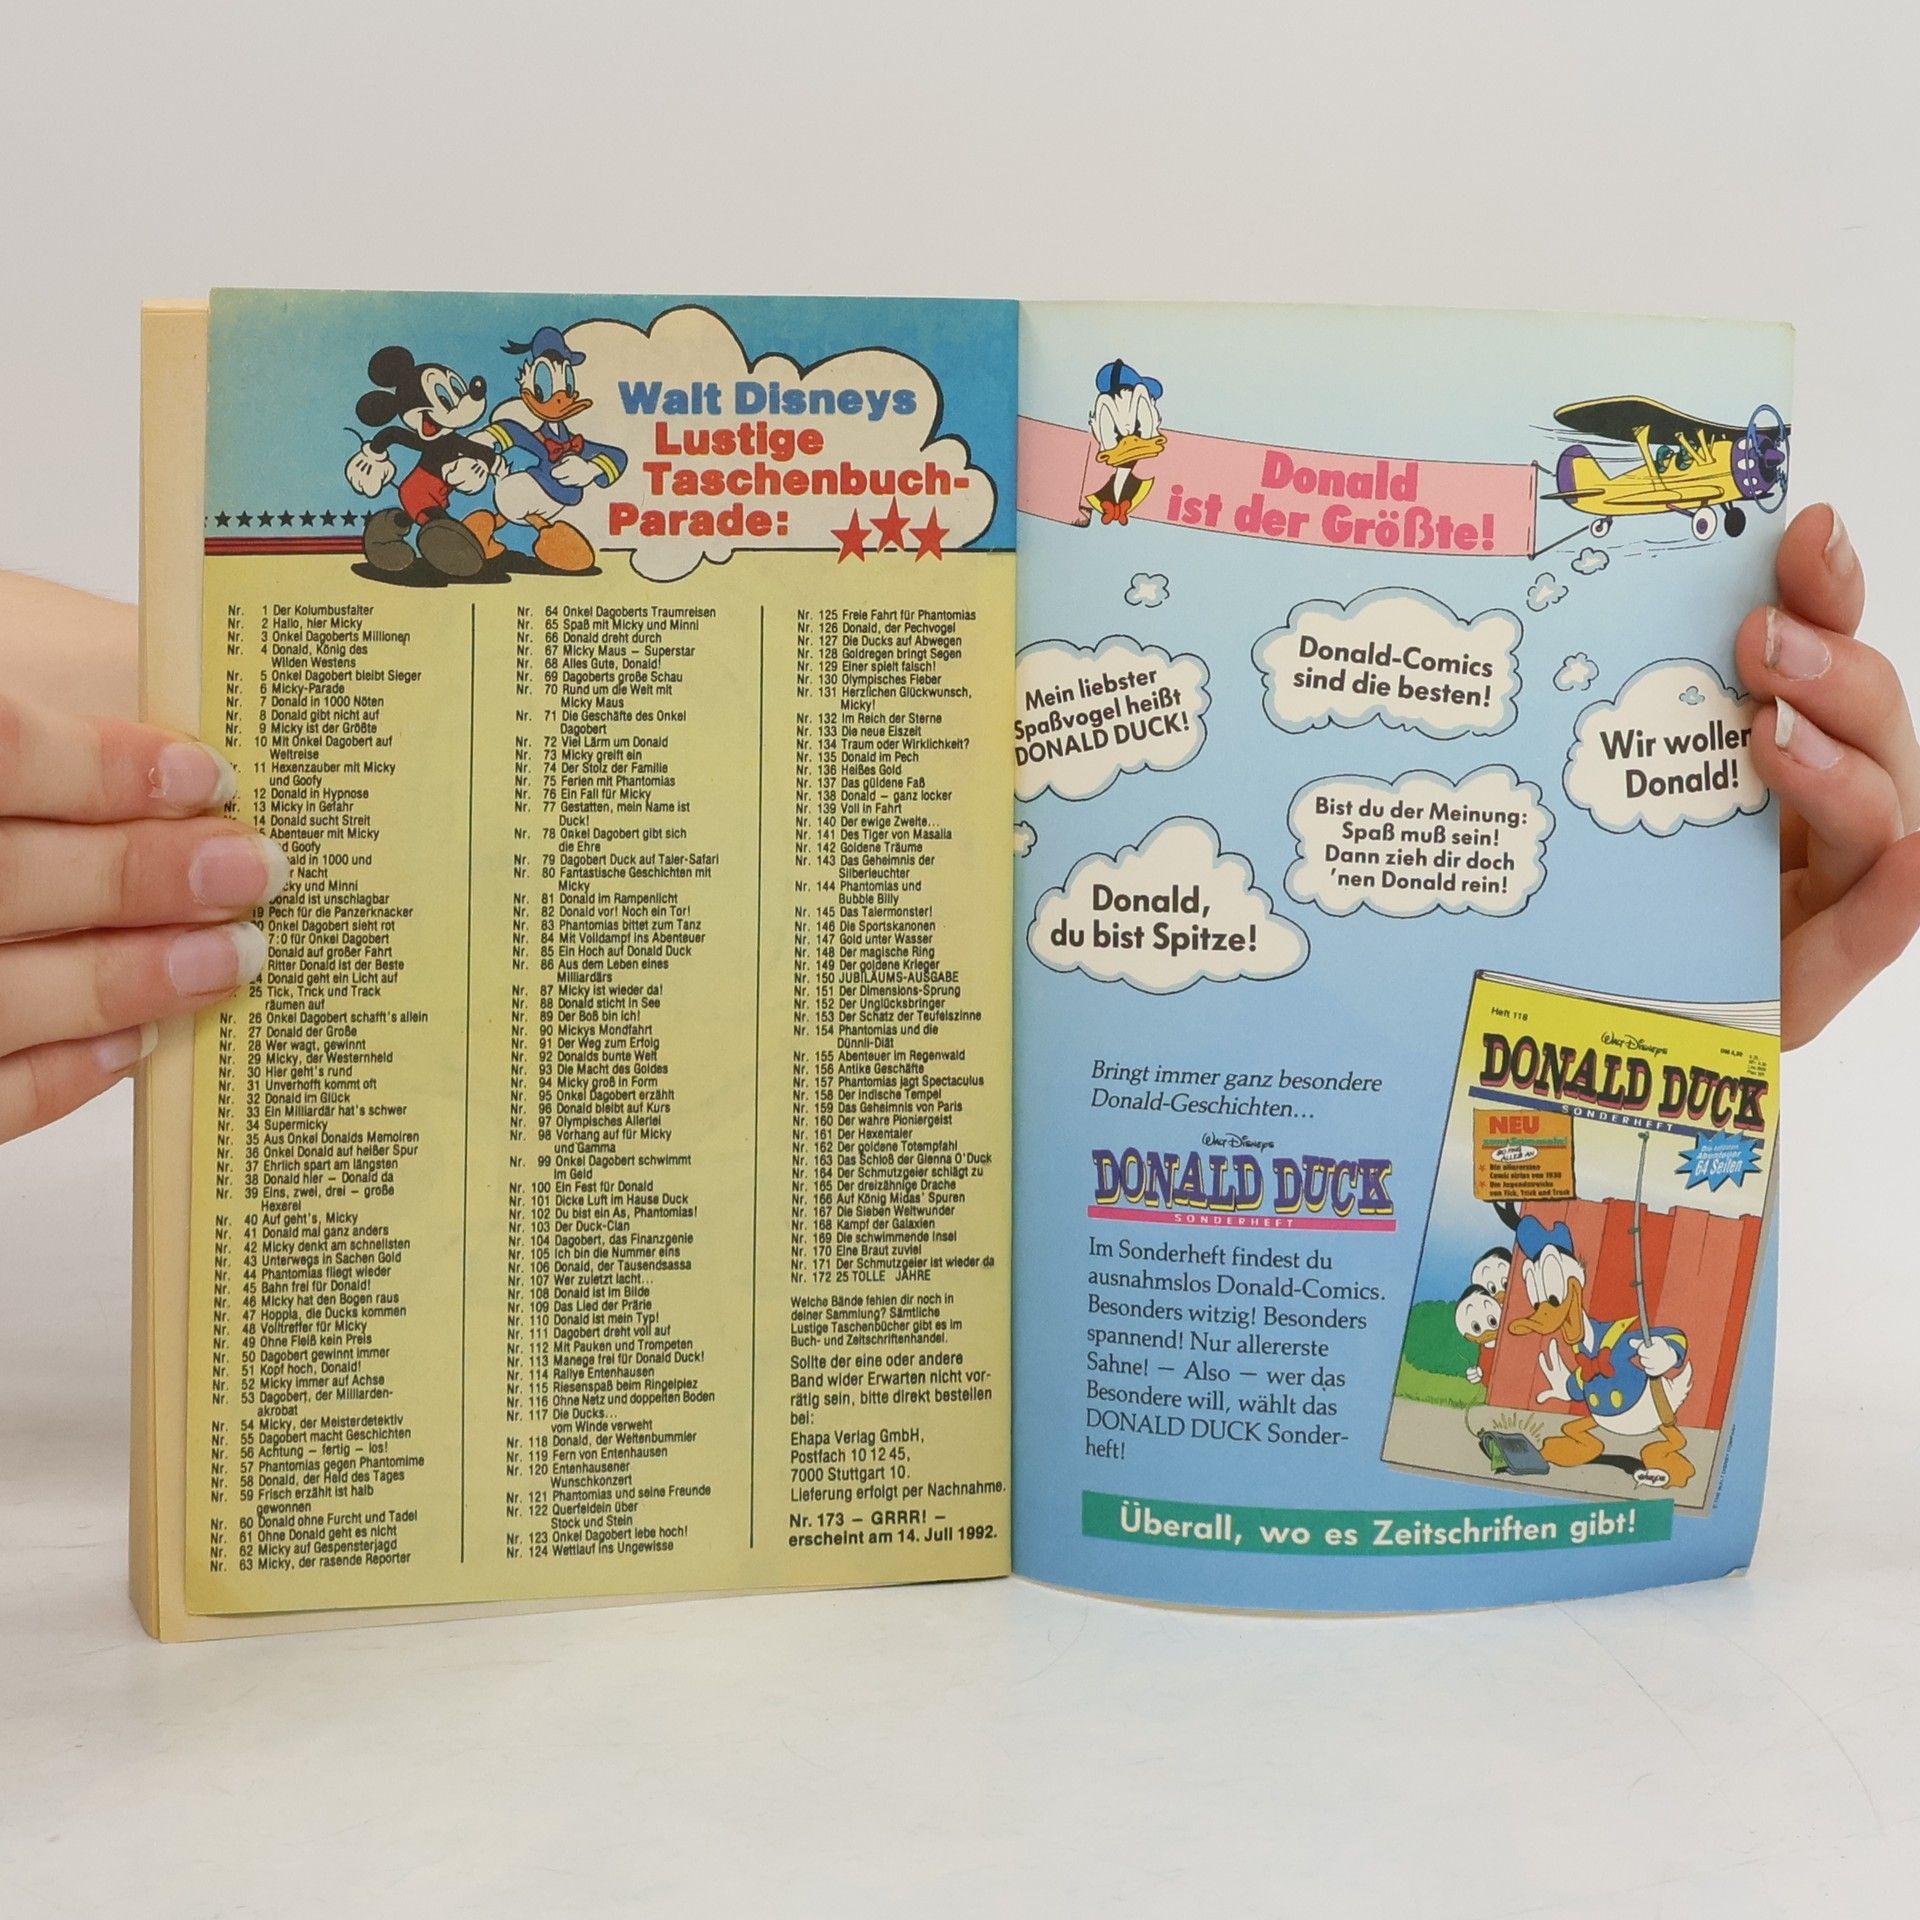 Walt Disneys
Lustige
Taschenbuch-
Parade:
Nr. 1 Der Kolumbusfalter
Nr. 2 Hallo, hier Micky
Nr. 3 Onkel Dagoberts Millionen
Nr. 4 Donald, König des
Wilden Westens
Nr. 5 Onkel Dagobert bleibt Sieger
Nr. 6 Micky-Parade
Nr. 7 Donald in 1000 Nöten
Nr. 8 Donald gibt nicht auf
Nr. 9 Micky ist der Größte
Nr. 10 Mit Onkel Dagobert auf
Weltreise
11 Hexenzauber mit Micky
und Goofy
12 Donald in Hypnose
Nr. 13 Micky in Gefahr
14 Donald sucht Streit
Abenteuer mit Micky
Goofy
in 1000 und
Nacht
und Minni
ist unschlagbar
19 Pech für die Panzerknacker
Onkel Dagobert sieht rot
7:0 für Onkel Dagobert
Donald auf großer Fahrt
Ritter Donald ist der Beste
24 Donald geht ein Licht auf
25 Tick, Trick und Track
räumen auf
Nr. 26 Onkel Dagobert schafft's allein
Nr. 27 Donald der Große
Nr. 28 Wer wagt, gewinnt
Nr. 29 Micky, der Westernheld
Nr. 30 Hier geht's rund
Nr. 31 Unverhofft kommt oft
Nr. 32 Donald im Glück
Nr. 33 Ein Milliardär hat's schwer
Nr. 34 Supermicky
Nr. 35 Aus Onkel Donalds Memoiren
Nr. 36 Onkel Donald auf heißer Spur
Nr. 37 Ehrlich spart am längsten
Nr. 38 Donald hier – Donald da
Nr. 39 Eins, zwei, drei – große
Hexerei
Nr. 40 Auf geht's, Micky
Nr. 41 Donald mal ganz anders
Nr. 42 Micky denkt am schnellsten
Nr. 43 Unterwegs in Sachen Gold
Nr. 44 Phantomias fliegt wieder
Nr. 45 Bahn frei für Donald!
Nr. 46 Micky hat den Bogen raus
Nr. 47 Hoppla, die Ducks kommen
Nr. 48 Volltreffer für Micky
Nr. 49 Ohne Fleiß kein Preis
Nr. 50 Dagobert gewinnt immer
Nr. 51 Kopf hoch, Donald!
Nr. 52 Micky immer auf Achse
Nr. 53 Dagobert, der Milliarden-
akrobat
Nr. 54 Micky, der Meisterdetektiv
Nr. 55 Dagobert macht Geschichten
Nr. 56 Achtung – fertig – los!
Nr. 57 Phantomias gegen Phantomime
Nr. 58 Donald, der Held des Tages
Nr. 59 Frisch erzählt ist halb
gewonnen
Nr. 60 Donald ohne Furcht und Tadel
Nr. 61 Ohne Donald geht es nicht
Nr. 62 Micky auf Gespensterjagd
Nr. 63 Micky, der rasende Reporter
Nr. 64 Onkel Dagoberts Traumreisen
Nr. 65 Spaß mit Micky und Minni
Nr. 66 Donald dreht durch
Nr. 67 Micky Maus – Superstar
Nr. 68 Alles Gute, Donald!
Nr. 69 Dagoberts große Schau
Nr. 70 Rund um die Welt mit
Micky Maus
Nr. 71 Die Geschäfte des Onkel
Dagobert
Nr. 72 Viel Lärm um Donald
Nr. 73 Micky greift ein
Nr. 74 Der Stolz der Familie
Nr. 75 Ferien mit Phantomias
Nr. 76 Ein Fall für Micky
Nr. 77 Gestatten, mein Name ist
Duck!
Nr. 78 Onkel Dagobert gibt sich
die Ehre
Nr. 79 Dagobert Duck auf Taler-Safari
Nr. 80 Fantastische Geschichten mit
Micky
Nr. 81 Donald im Rampenlicht
Nr. 82 Donald vor! Noch ein Tor!
Nr. 83 Phantomias bittet zum Tanz
Nr. 84 Mit Volldampf ins Abenteuer
Nr. 85 Ein Hoch auf Donald Duck
Nr. 86 Aus dem Leben eines
Milliardärs
Nr. 87 Micky ist wieder da!
Nr. 88 Donald sticht in See
Nr. 89 Der Boß bin ich!
Nr. 90 Mickys Mondfahrt
Nr. 91 Der Weg zum Erfolg
Nr. 92 Donalds bunte Welt
Nr. 93 Die Macht des Goldes
Nr. 94 Micky groß in Form
Nr. 95 Onkel Dagobert erzählt
Nr. 96 Donald bleibt auf Kurs
Nr. 97 Olympisches Allerlei
Nr. 98 Vorhang auf für Micky
und Gamma
Nr. 99 Onkel Dagobert schwimmt
im Geld
Nr. 100 Ein Fest für Donald
Nr. 101 Dicke Luft im Hause Duck
Nr. 102 Du bist ein As, Phantomias!
Nr. 103 Der Duck-Clan
Nr. 104 Dagobert, das Finanzgenie
Nr. 105 Ich bin die Nummer eins
Nr. 106 Donald, der Tausendsassa
Nr. 107 Wer zuletzt lacht...
Nr. 108 Donald ist im Bilde
Nr. 109 Das Lied der Prärie
Nr. 110 Donald ist mein Typ!
Nr. 111 Dagobert dreht voll auf
Nr. 112 Mit Pauken und Trompeten
Nr. 113 Manege frei für Donald Duck!
Nr. 114 Rallye Entenhausen
Nr. 115 Riesenspaß beim Ringelpiez
Nr. 116 Ohne Netz und doppelten Boden
Nr. 117 Die Ducks...
vom Winde verweht
Nr. 118 Donald, der Weltenbummler
Nr. 119 Fern von Entenhausen
Nr. 120 Entenhausener
Wunschkonzert
Nr. 121 Phantomias und seine Freunde
Nr. 122 Querfeldein über
Stock und Stein
Nr. 123 Onkel Dagobert lebe hoch!
Nr. 124 Wettlauf ins Ungewisse
Nr. 125 Freie Fahrt für Phantomias
Nr. 126 Donald, der Pechvogel
Nr. 127 Die Ducks auf Abwegen
Nr. 128 Goldregen bringt Segen
Nr. 129 Einer spielt falsch!
Nr. 130 Olympisches Fieber
Nr. 131 Herzlichen Glückwunsch,
Micky!
Nr. 132 Im Reich der Sterne
Nr. 133 Die neue Eiszeit
Nr. 134 Traum oder Wirklichkeit?
Nr. 135 Donald im Pech
Nr. 136 Heißes Gold
Nr. 137 Das güldene Faß
Nr. 138 Donald – ganz locker
Nr. 139 Voll in Fahrt
Nr. 140 Der ewige Zweite...
Nr. 141 Des Tiger von Masalia
Nr. 142 Goldene Träume
Nr. 143 Das Geheimnis der
Silberleuchter
Nr. 144 Phantomias und
Bubble Billy
Nr. 145 Das Talermonster!
Nr. 146 Die Sportskanonen
Nr. 147 Gold unter Wasser
Nr. 148 Der magische Ring
Nr. 149 Der goldene Krieger
Nr. 150 JUBILÄUMS-AUSGABE
Nr. 151 Der Dimensions-Sprung
Nr. 152 Der Unglücksbringer
Nr. 153 Der Schatz der Teufelszinne
Nr. 154 Phantomias und die
Dünnli-Diät
Nr. 155 Abenteuer im Regenwald
Nr. 156 Antike Geschäfte
Nr. 157 Phantomias jagt Spectaculus
Nr. 158 Der indische Tempel
Nr. 159 Das Geheimnis von Paris
Nr. 160 Der wahre Pioniergeist
Nr. 161 Der Hexentaler
Nr. 162 Der goldene Totempfahl
Nr. 163 Das Schloß der Glenna O'Duck
Nr. 164 Der Schmutzgeier schlägt zu
Nr. 165 Der dreizähnige Drache
Nr. 166 Auf König Midas' Spuren
Nr. 167 Die Sieben Weltwunder
Nr. 168 Kampf der Galaxien
Nr. 169 Die schwimmende Insel
Nr. 170 Eine Braut zuviel
Nr. 171 Der Schmutzgeier ist wieder da
Nr. 172 25 TOLLE JAHRE
Welche Bände fehlen dir noch in
deiner Sammlung? Sämtliche
Lustige Taschenbücher gibt es im
Buch- und Zeitschriftenhandel.
Sollte der eine oder andere
Band wider Erwarten nicht vor-
rätig sein, bitte direkt bestellen
bei:
Ehapa Verlag GmbH,
Postfach 10 12 45,
7000 Stuttgart 10.
Lieferung erfolgt per Nachnahme.
Nr. 173 – GRRR! –
erscheint am 14. Juli 1992.
Donald
ist der Größte!
Mein liebster
Spaßvogel heißt
DONALD DUCK!
Donald-Comics
sind die besten!
Wir wollen
Donald!
Bist du der Meinung:
Spaß muß sein!
Dann zieh dir doch
'nen Donald rein!
Donald,
du bist Spitze!
Bringt immer ganz besondere
Donald-Geschichten...
Walt Disneys
DONALD DUCK
SONDERHEFT
Im Sonderheft findest du
ausnahmslos Donald-Comics.
Besonders witzig! Besonders
spannend! Nur allererste
Sahne! – Also – wer das
Besondere will, wählt das
DONALD DUCK Sonder-
heft!
Heft 118
Walt Disneys
DONALD DUCK
SONDERHEFT
NEU
zum Sammeln!
Die allerersten
Comic strips von 1938
Die Jugendstreiche
von Tick, Trick und Track
Abenteuer
64 Seiten
ehapa
Überall, wo es Zeitschriften gibt!